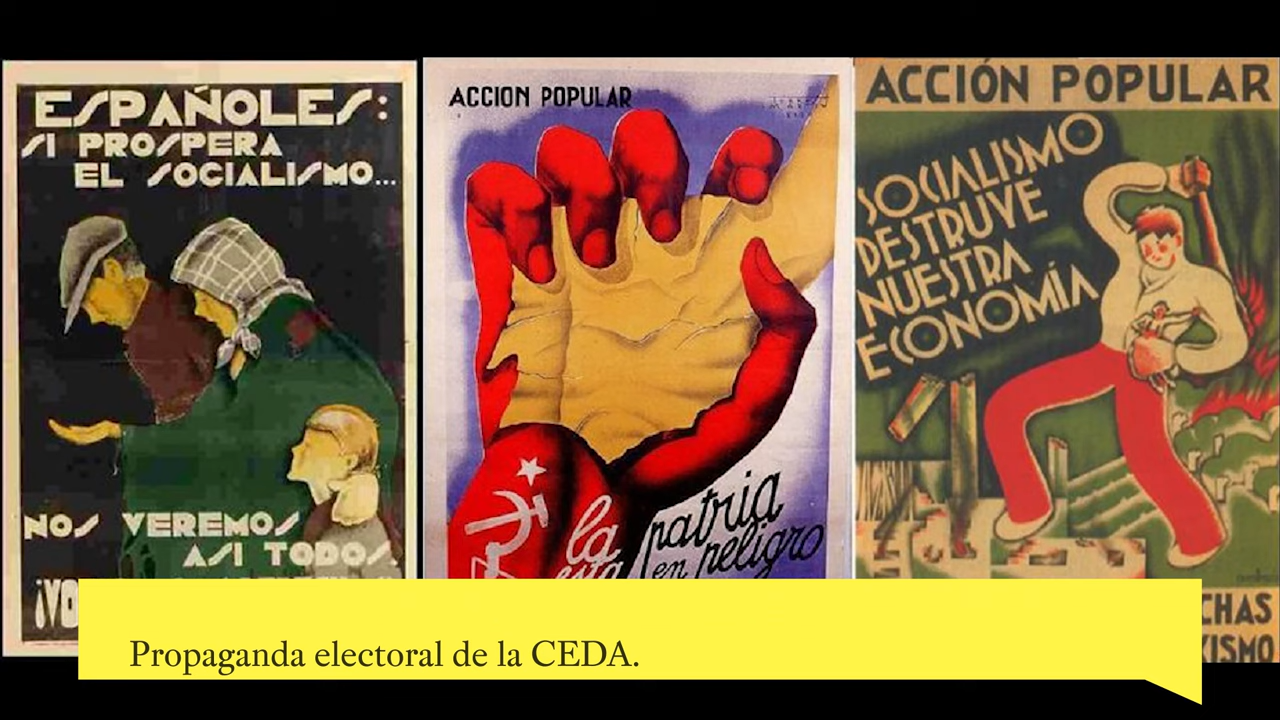 ESPAÑOLES:
SI PROSPERA
EL SOCIALISMO...
NOS VEREMOS
ASI TODOS.
ACCION POPULAR
la patria
está en peligro
ACCIÓN POPULAR
SOCIALISMO
DESTRUYE
NUESTRA
ECONOMÍA
Propaganda electoral de la CEDA.